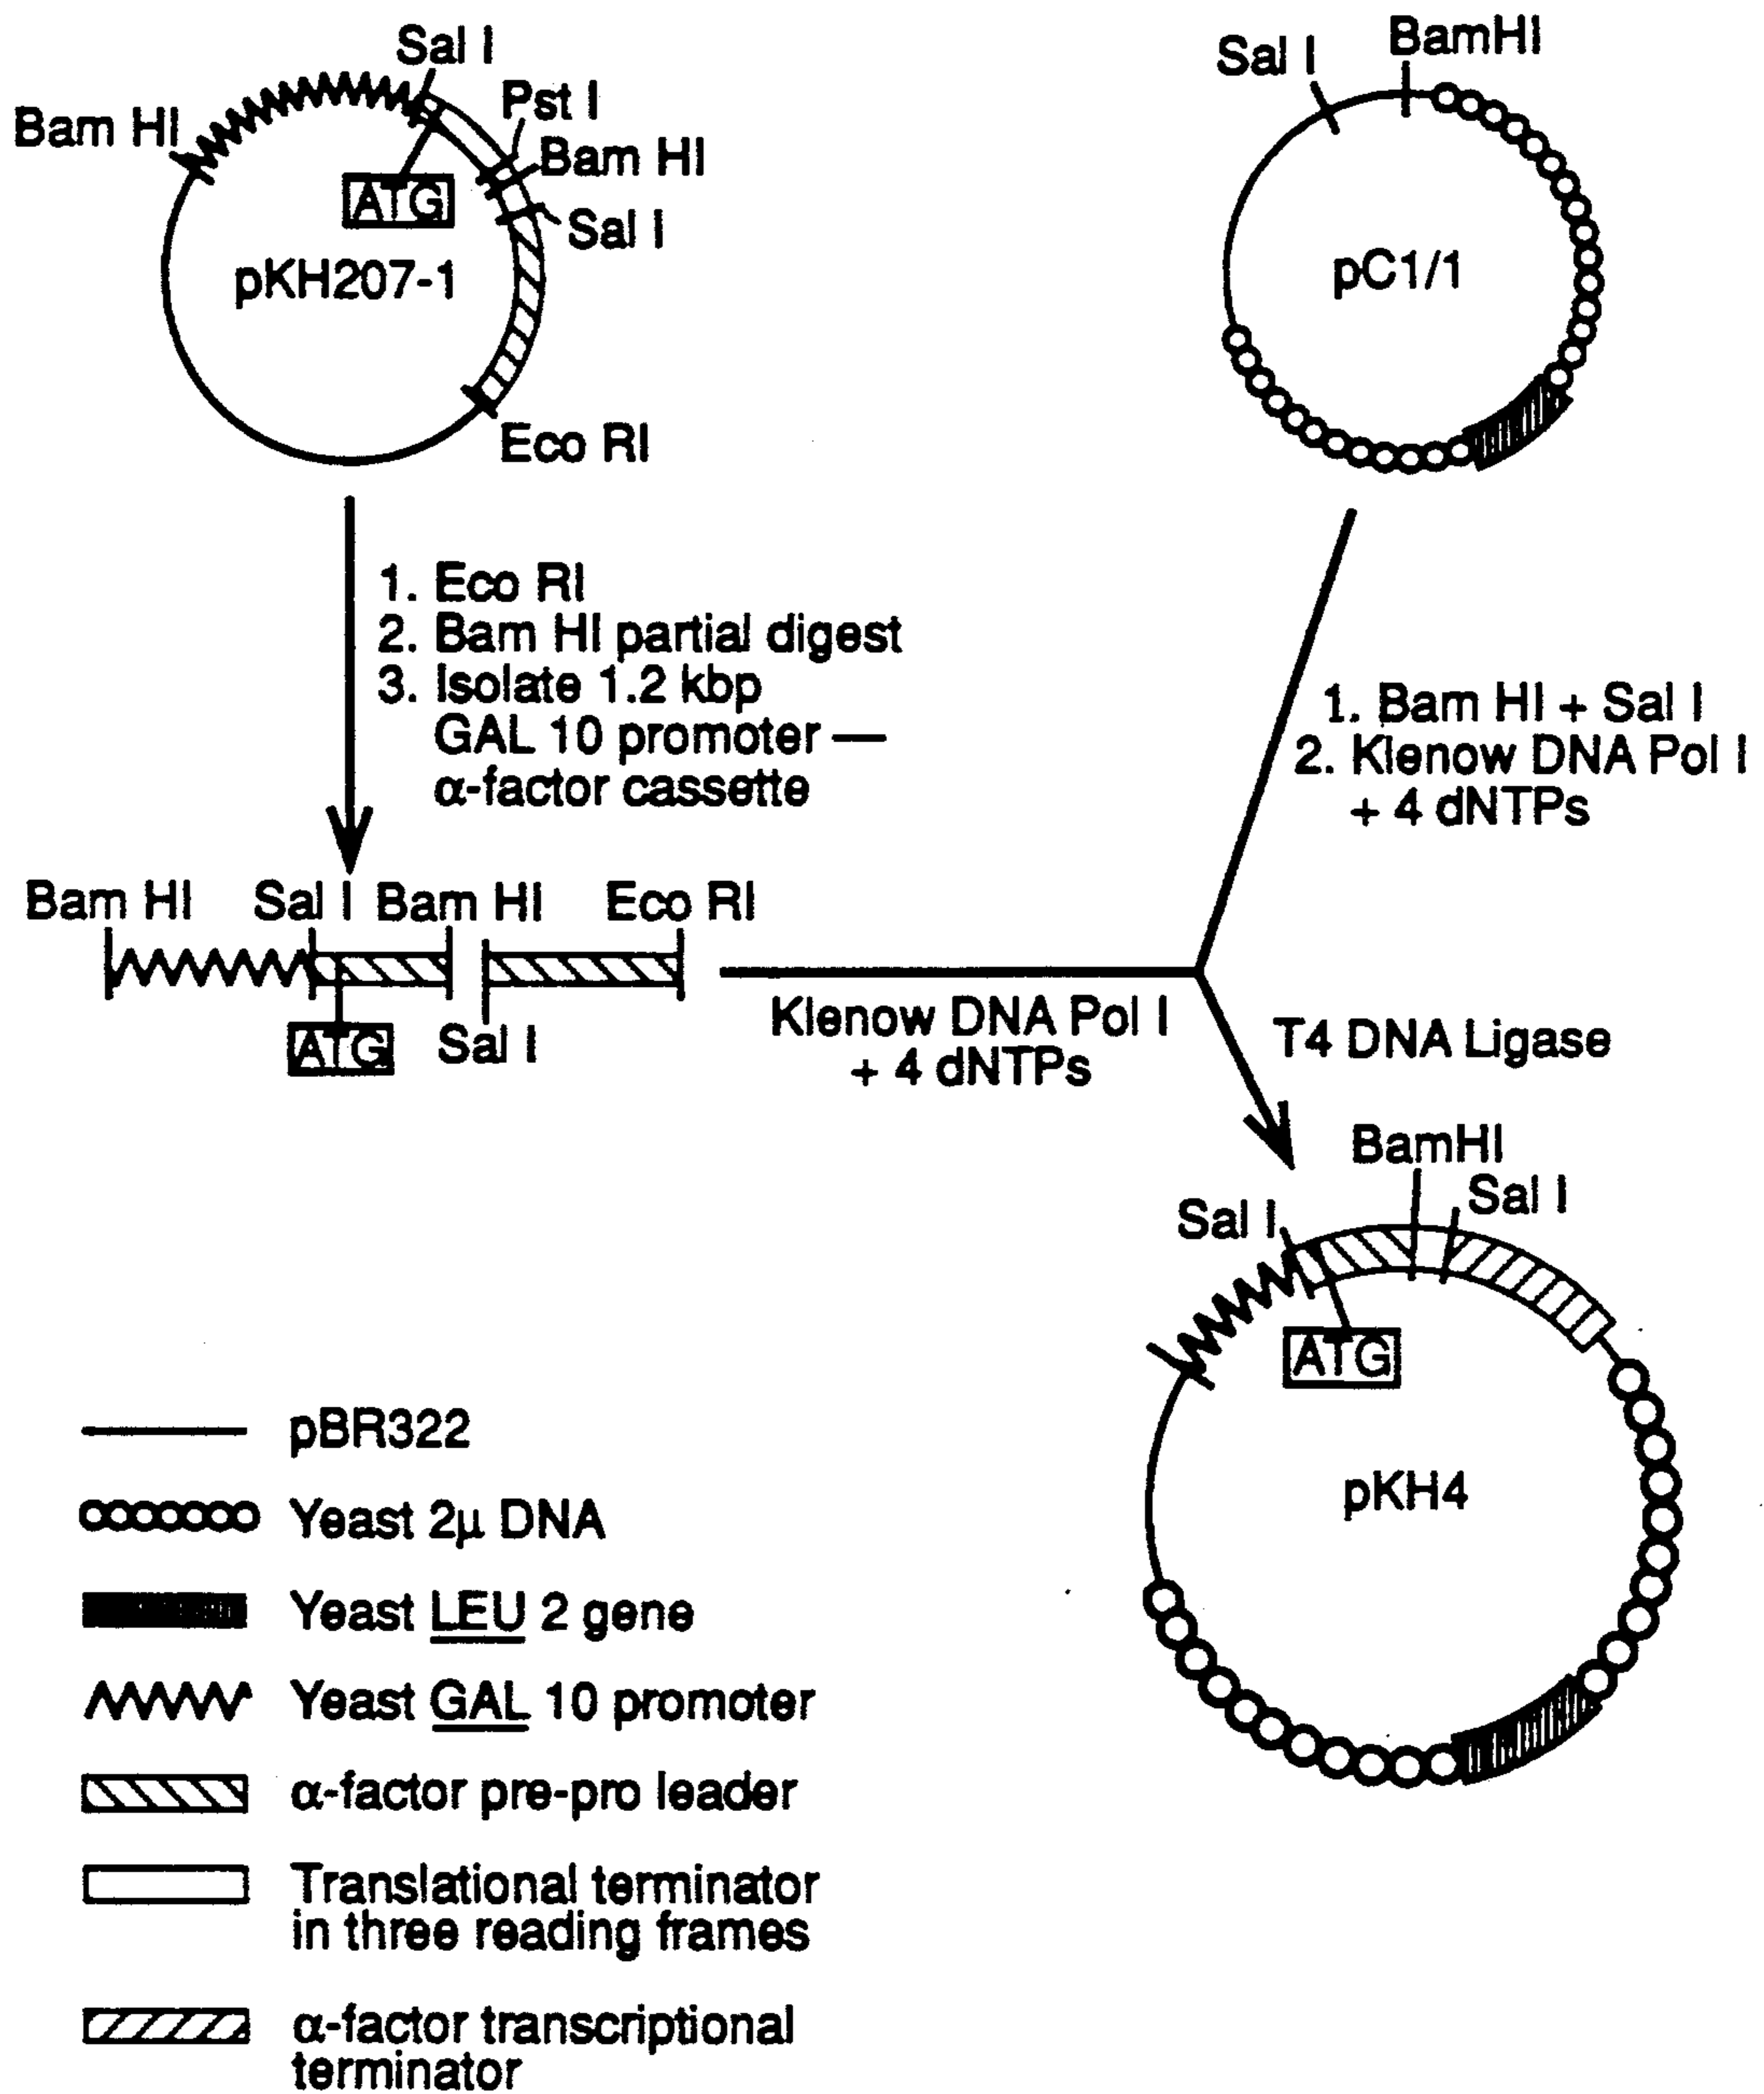 Sal I
Pst I
Bam HI
Bam HI
ATG
Sal I
pKH207-1
Eco RI
Sal I
BamHI
pC1/1
1. Eco RI
2. Bam HI partial digest
3. Isolate 1.2 kbp
GAL 10 promoter —
α-factor cassette
1. Bam HI + Sal I
2. Klenow DNA Pol I
+ 4 dNTPs
Bam HI Sal I Bam HI Eco RI
ATG Sal I
Klenow DNA Pol I
+ 4 dNTPs
T4 DNA Ligase
BamHI
Sal I
Sal I
ATG
pKH4
pBR322
Yeast 2μ DNA
Yeast LEU 2 gene
Yeast GAL 10 promoter
α-factor pre-pro leader
Translational terminator
in three reading frames
α-factor transcriptional
terminator